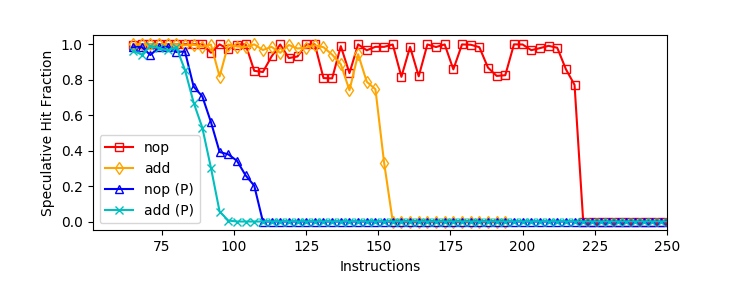 Speculative Hit Fraction
1.0
0.8
0.6
0.4
0.2
0.0
nop
add
nop (P)
add (P)
75 100 125 150 175 200 225 250
Instructions